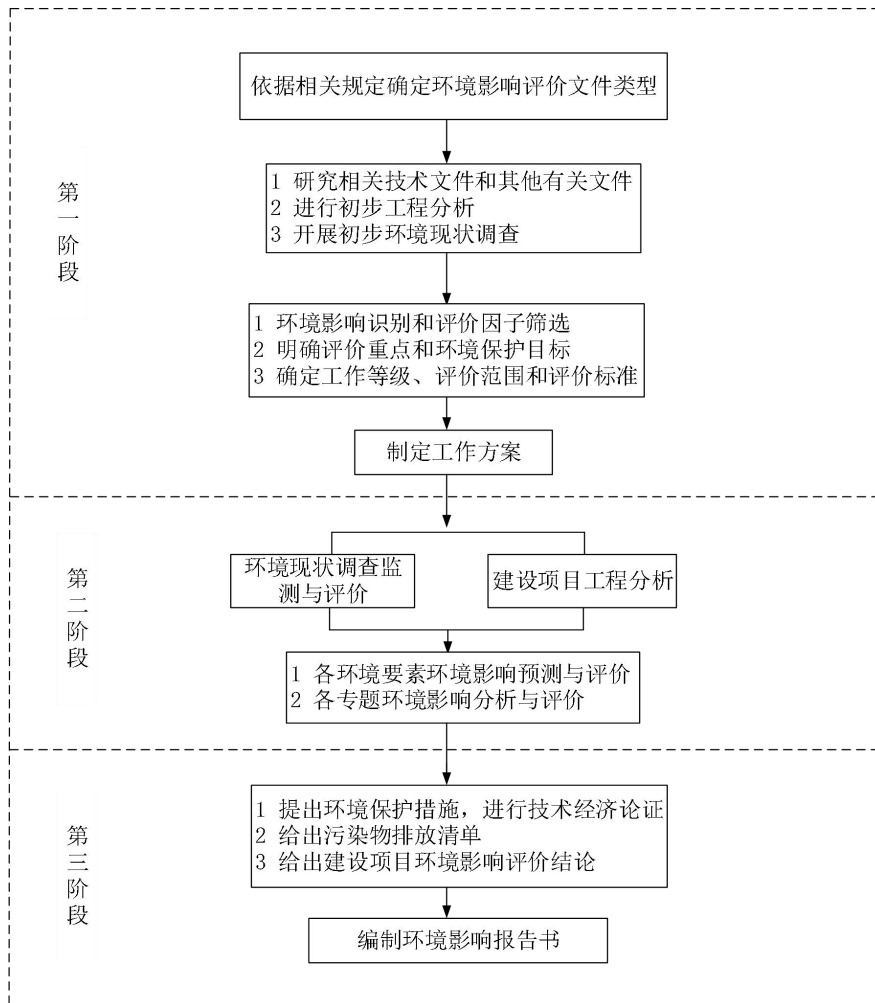 依据相关规定确定环境影响评价文件类型
第一阶段
1 研究相关技术文件和其他有关文件
2 进行初步工程分析
3 开展初步环境现状调查
1 环境影响识别和评价因子筛选
2 明确评价重点和环境保护目标
3 确定工作等级、评价范围和评价标准
制定工作方案
第二阶段
环境现状调查监
测与评价
建设项目工程分析
1 各环境要素环境影响预测与评价
2 各专题环境影响分析与评价
第三阶段
1 提出环境保护措施，进行技术经济论证
2 给出污染物排放清单
3 给出建设项目环境影响评价结论
编制环境影响报告书